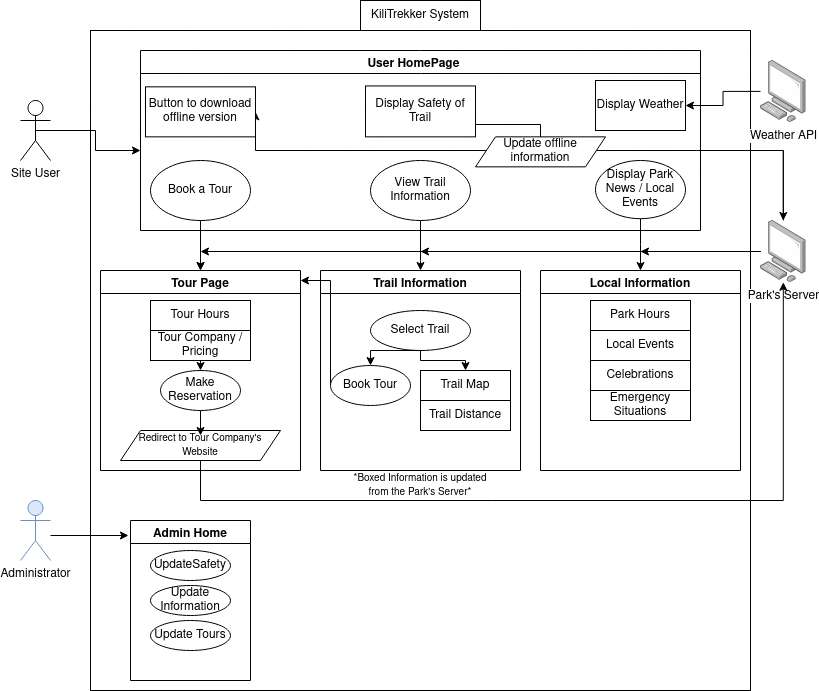 KiliTrekker System
User HomePage
Button to download
offline version
Display Safety of
Trail
Display Weather
Weather API
Update offline
information
Site User
Book a Tour
View Trail
Information
Display Park
News / Local
Events
Park's Server
Tour Page
Trail Information
Local Information
Tour Hours
Tour Company /
Pricing
Make
Reservation
Redirect to Tour Company's
Website
Select Trail
Book Tour
Trail Map
Trail Distance
Park Hours
Local Events
Celebrations
Emergency
Situations
*Boxed Information is updated
from the Park's Server*
Administrator
Admin Home
UpdateSafety
Update
Information
Update Tours